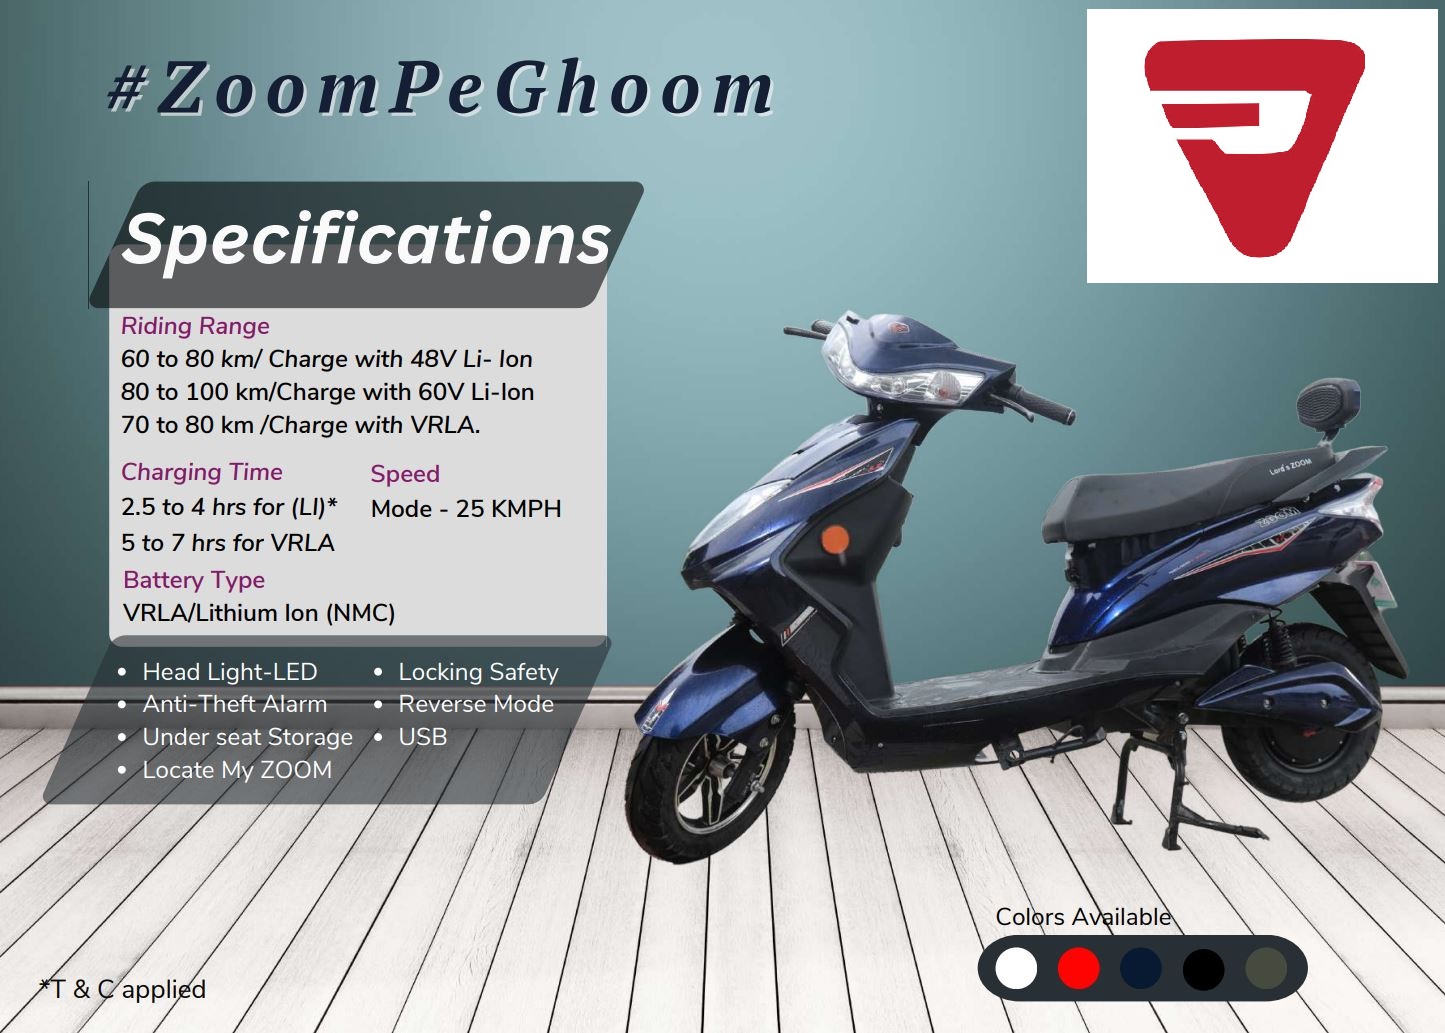 #ZoomPeGhoom
Specifications
Riding Range
60 to 80 km/ Charge with 48V Li- Ion
80 to 100 km/Charge with 60V Li-Ion
70 to 80 km /Charge with VRLA.
Charging Time
2.5 to 4 hrs for (LI)*
5 to 7 hrs for VRLA
Speed
Mode - 25 KMPH
Battery Type
VRLA/Lithium Ion (NMC)
• Head Light-LED
• Anti-Theft Alarm
• Under seat Storage
• Locate My ZOOM
• Locking Safety
• Reverse Mode
• USB
Lord's ZOOM
ZOOM
Colors Available
*T & C applied